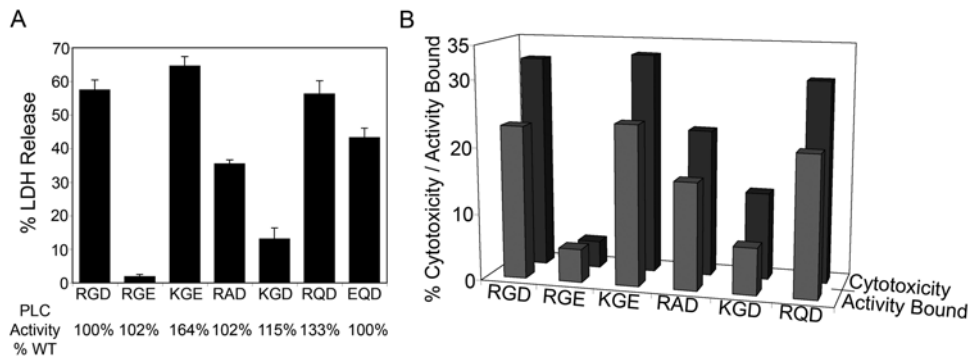 A
% LDH Release
70
60
50
40
30
20
10
0
RGD RGE KGE RAD KGD RQD EQD
PLC
Activity
% WT
100% 102% 164% 102% 115% 133% 100%
B
% Cytotoxicity / Activity Bound
35
30
20
10
0
RGD RGE KGE RAD KGD RQD
Cytotoxicity
Activity Bound